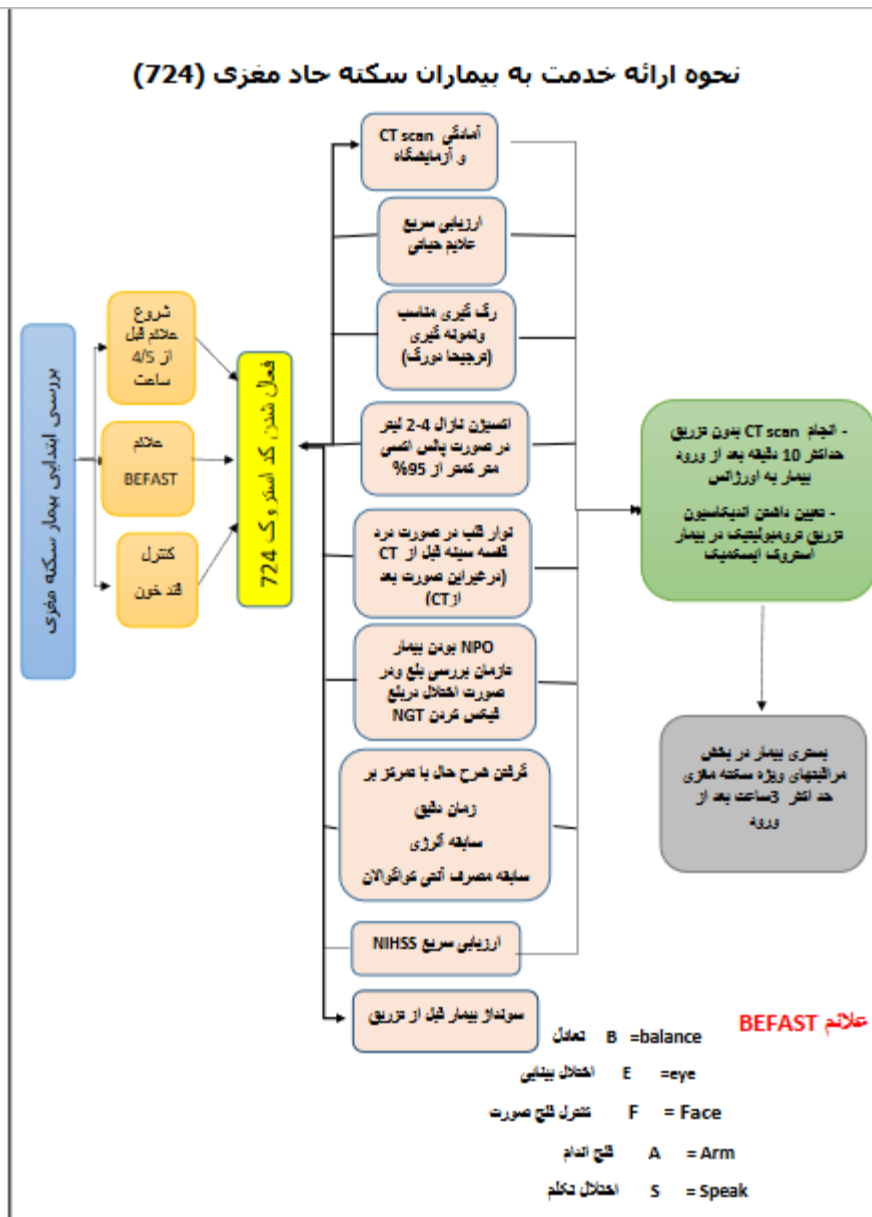 نحوه ارائه خدمت به بیماران سکته حاد مغزی (724)
بررسی ابتدایی بیمار سکته مغزی
شروع
علائم قبل
از 4/5
ساعت
علائم
BEFAST
کنترل
قند خون
فعال شدن کد استروک 724
آمادگی CT scan
و آزمایشگاه
ارزیابی سریع
علایم حیاتی
رگ گیری مناسب
ونمونه گیری
(ترجیحا دورگ)
اکسیژن نازال 4-2 لیتر
در صورت پالس اکسی
متر کمتر از 95%
نوار قلب در صورت درد
قفسه سینه قبل از CT
(درغیراین صورت بعد
ازCT)
NPO بودن بیمار
تازمان بررسی بلع ودر
صورت اختلال دربلع
فیکس کردن NGT
گرفتن شرح حال با تمرکز بر
زمان دقیق
سابقه آلرژی
سابقه مصرف آنتی کواگولان
ارزیابی سریع NIHSS
سونداژ بیمار قبل از تزریق
- انجام CT scan بدون تزریق
حداکثر 10 دقیقه بعد از ورود
بیمار به اورژانس
- تعیین داشتن اندیکاسیون
تزریق ترومبولیتیک در بیمار
استروک ایسکمیک
بستری بیمار در بخش
مراقبتهای ویژه سکته مغزی
حد اکثر 3ساعت بعد از
ورود
علائم BEFAST
B =balance تعادل
E =eye اختلال بینایی
F = Face کنترل فلج صورت
A = Arm فلج اندام
S = Speak اختلال تکلم